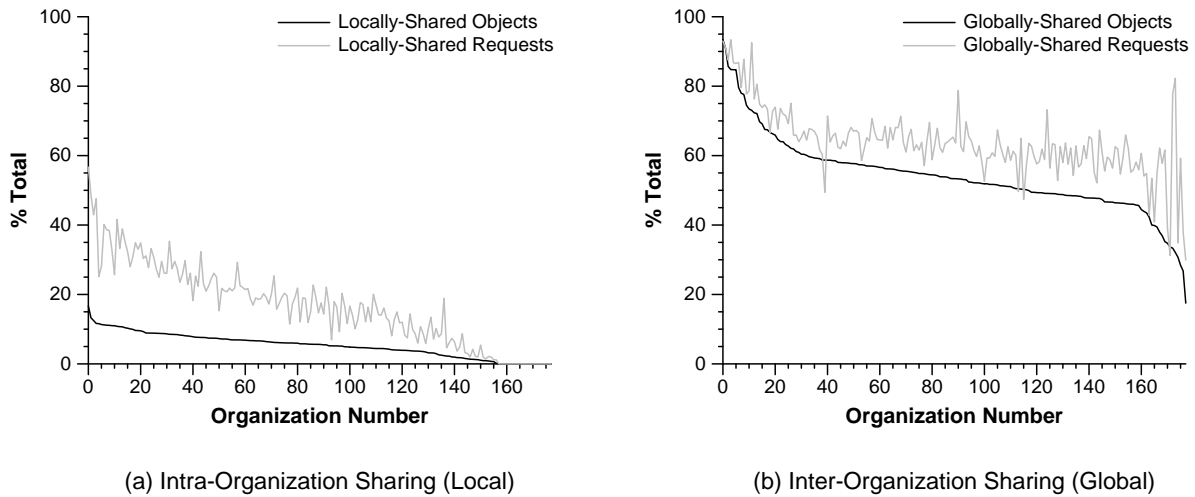 100
80
60
40
20
0
% Total
Locally-Shared Objects
Locally-Shared Requests
0 20 40 60 80 100 120 140 160
Organization Number
(a) Intra-Organization Sharing (Local)
100
80
60
40
20
0
% Total
Globally-Shared Objects
Globally-Shared Requests
0 20 40 60 80 100 120 140 160
Organization Number
(b) Inter-Organization Sharing (Global)